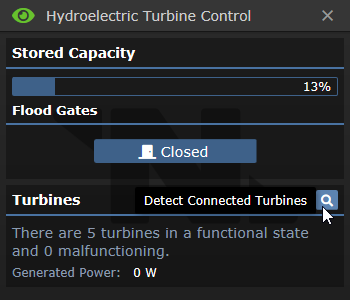 Hydroelectric Turbine Control
Stored Capacity
13%
Flood Gates
Closed
Turbines
Detect Connected Turbines
There are 5 turbines in a functional state
and 0 malfunctioning.
Generated Power: 0 W